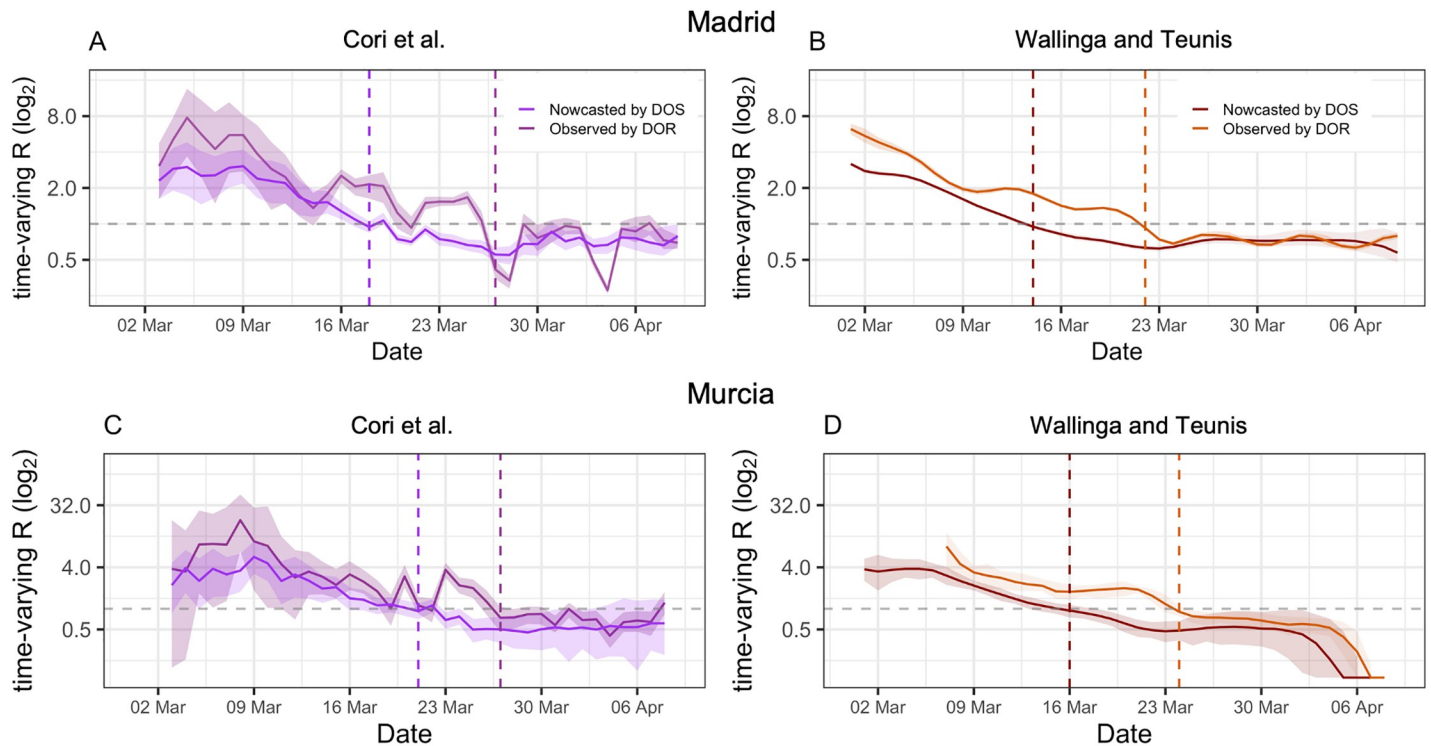 Madrid
A
Cori et al.
B
Wallinga and Teunis
time-varying R (log₂)
8.0
2.0
0.5
Nowcasted by DOS
Observed by DOR
02 Mar
09 Mar
16 Mar
23 Mar
30 Mar
06 Apr
Date
time-varying R (log₂)
8.0
2.0
0.5
Nowcasted by DOS
Observed by DOR
02 Mar
09 Mar
16 Mar
23 Mar
30 Mar
06 Apr
Date
Murcia
C
Cori et al.
D
Wallinga and Teunis
time-varying R (log₂)
32.0
4.0
0.5
02 Mar
09 Mar
16 Mar
23 Mar
30 Mar
06 Apr
Date
time-varying R (log₂)
32.0
4.0
0.5
02 Mar
09 Mar
16 Mar
23 Mar
30 Mar
06 Apr
Date